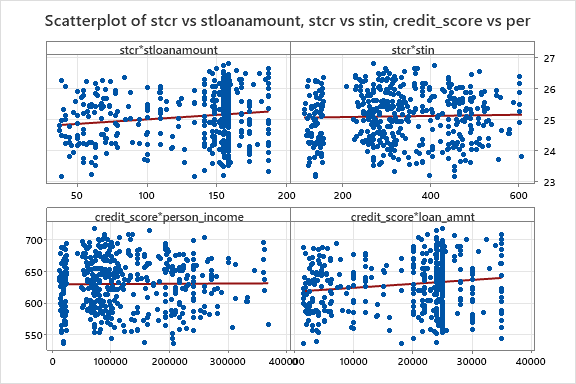 Scatterplot of stcr vs stloanamount, stcr vs stin, credit_score vs per
stcr*stloanamount
stcr*stin
27
26
25
24
23
50 100 150 200
200 400 600
credit_score*person_income
credit_score*loan_amnt
700
650
600
550
0 100000 200000 300000 400000
0 10000 20000 30000 40000